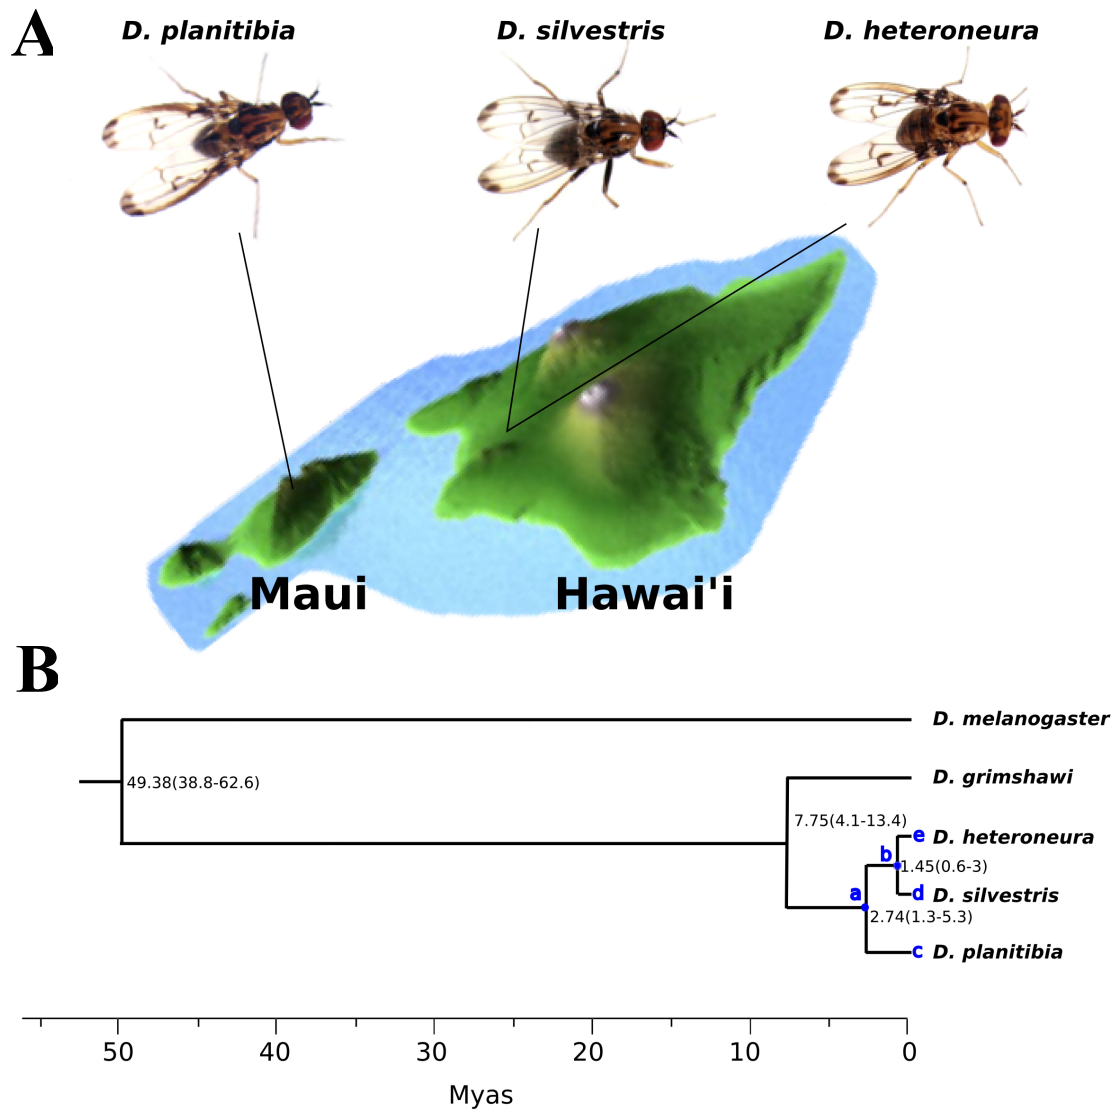 A
D. planitibia
D. silvestris
D. heteroneura
Maui
Hawai'i
B
D. melanogaster
49.38(38.8-62.6)
D. grimshawi
7.75(4.1-13.4)
e D. heteroneura
b
1.45(0.6-3)
a
d D. silvestris
2.74(1.3-5.3)
c D. planitibia
50 40 30 20 10 0
Myas